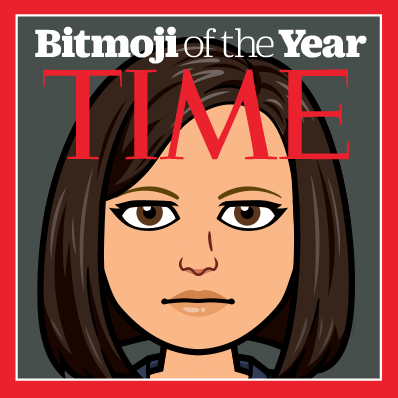 Bitmoji of the Year
TIME